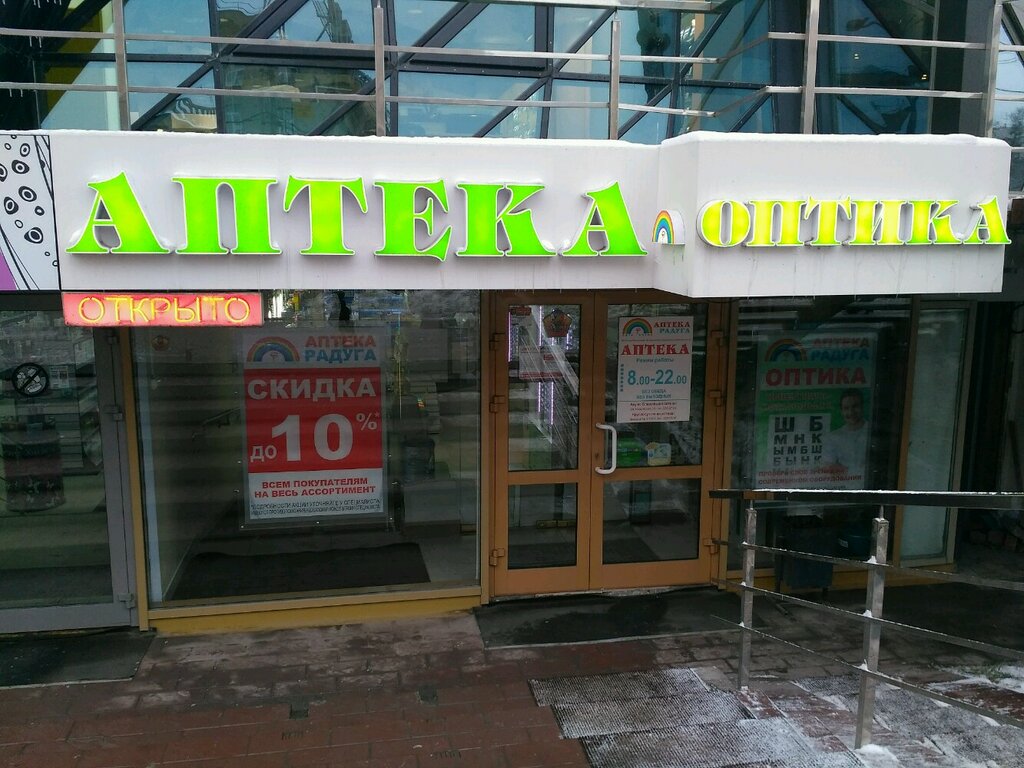 АПТЕКА
ОПТИКА
ОТКРЫТО
АПТЕКА
РАДУГА
СКИДКА
ДО 10%*
ВСЕМ ПОКУПАТЕЛЯМ
НА ВЕСЬ АССОРТИМЕНТ
АПТЕКА
РАДУГА
АПТЕКА
Режим работы
8.00-22.00
АПТЕКА
РАДУГА
ОПТИКА
Ш Б
М Н К
Ы М Б Ш
Б Ы Н К